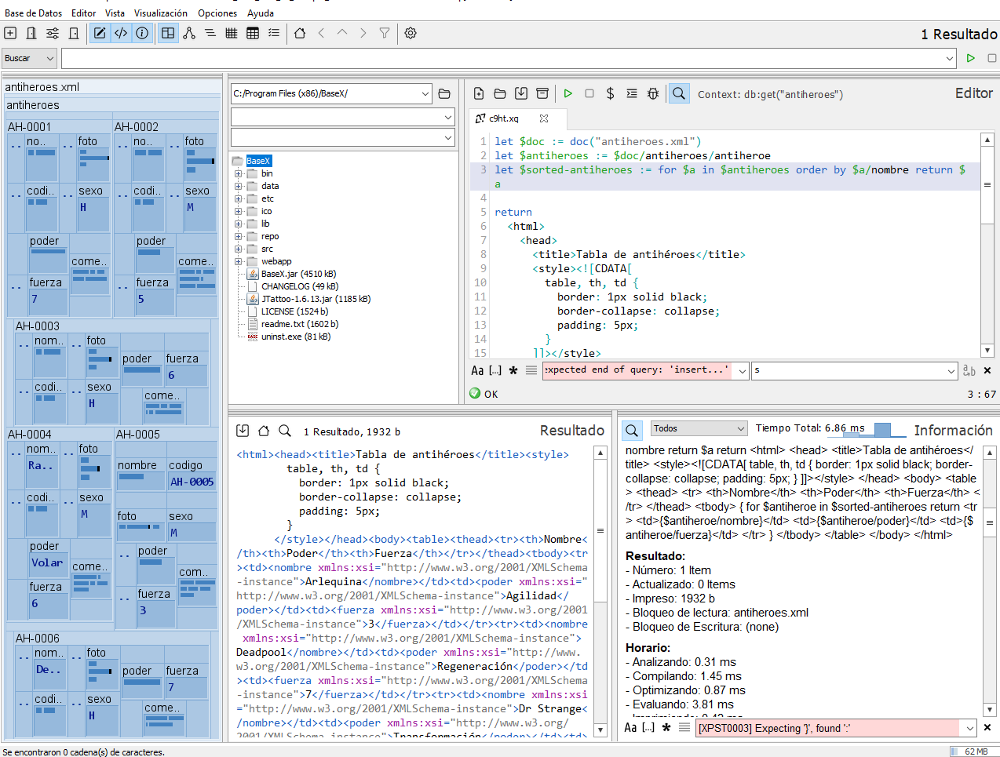 Base de Datos Editor Vista Visualización Opciones Ayuda
1 Resultado
Buscar
antiheroes.xml
antiheroes
AH-0001 AH-0002
.. no.. .. foto .. no.. .. foto
.. codi.. .. sexo .. codi.. .. sexo
H M
poder poder
come.. come..
.. fuerza .. fuerza
7 5
AH-0003
.. nom.. .. foto
poder fuerza
6
.. codi.. .. sexo
come..
H
AH-0004 AH-0005
.. nom.. .. foto
Ra..
nombre codigo
AH-0005
.. codi.. .. sexo
M
foto sexo
M
poder
Volar
come..
.. poder
com..
fuerza
6
.. fuerza
3
AH-0006
.. nom.. .. foto
De..
poder fuerza
7
.. codi.. .. sexo
come..
H
C:/Program Files (x86)/BaseX/
BaseX
bin
data
etc
ico
lib
repo
src
webapp
BaseX.jar (4510 kB)
CHANGELOG (49 kB)
JTattoo-1.6.13.jar (1185 kB)
LICENSE (1524 b)
readme.txt (1602 b)
uninst.exe (81 kB)
$ Context: db:get("antiheroes") Editor
c9ht.xq
1 let $doc := doc("antiheroes.xml")
2 let $antiheroes := $doc/antiheroes/antiheroe
3 let $sorted-antiheroes := for $a in $antiheroes order by $a/nombre return $
a
4
5 return
6 <html>
7 <head>
8 <title>Tabla de antihéroes</title>
9 <style><![CDATA[
10 table, th, td {
11 border: 1px solid black;
12 border-collapse: collapse;
13 padding: 5px;
14 }
15 ]]></style>
Aa [..] * expected end of query: 'insert...' s a b ×
OK 3 : 67
1 Resultado, 1932 b Resultado
<html><head><title>Tabla de antihéroes</title><style>
table, th, td {
border: 1px solid black;
border-collapse: collapse;
padding: 5px;
}
</style></head><body><table><thead><tr><th>Nombre<
/th><th>Poder</th><th>Fuerza</th></tr></thead><tbody><tr
><td><nombre xmlns:xsi="http://www.w3.org/2001/XMLSchema
-instance">Arlequina</nombre></td><td><poder xmlns:xsi="
http://www.w3.org/2001/XMLSchema-instance">Agilidad</
poder></td><td><fuerza xmlns:xsi="http://www.w3.org/2001
/XMLSchema-instance">3</fuerza></td></tr><tr><td><nombre
xmlns:xsi="http://www.w3.org/2001/XMLSchema-instance">
Deadpool</nombre></td><td><poder xmlns:xsi="http://www.
w3.org/2001/XMLSchema-instance">Regeneración</poder></td
><td><fuerza xmlns:xsi="http://www.w3.org/2001/XMLSchema
-instance">7</fuerza></td></tr><tr><td><nombre xmlns:xsi
="http://www.w3.org/2001/XMLSchema-instance">Dr Strange<
/nombre></td><td><poder xmlns:xsi="http://www.w3.org/
2001/XMLSchema-instance">Transformación</poder></td><td>
Todos Tiempo Total: 6.86 ms Información
nombre return $a return <html> <head> <title>Tabla de antihéroes</
title> <style><![CDATA[ table, th, td { border: 1px solid black; border-
collapse: collapse; padding: 5px; } ]]></style> </head> <body> <table
> <thead> <tr> <th>Nombre</th> <th>Poder</th> <th>Fuerza</th> <
/tr> </thead> <tbody> { for $antiheroe in $sorted-antiheroes return <tr
> <td>{$antiheroe/nombre}</td> <td>{$antiheroe/poder}</td> <td>{$
antiheroe/fuerza}</td> </tr> } </tbody> </table> </body> </html>
Resultado:
- Número: 1 Item
- Actualizado: 0 Items
- Impreso: 1932 b
- Bloqueo de lectura: antiheroes.xml
- Bloqueo de Escritura: (none)
Horario:
- Analizando: 0.31 ms
- Compilando: 1.45 ms
- Optimizando: 0.87 ms
- Evaluando: 3.81 ms
- Imprimiendo: 0.42 ms
Aa [..] * [XPST0003] Expecting '}', found ':' ×
Se encontraron 0 cadena(s) de caracteres. 62 MB